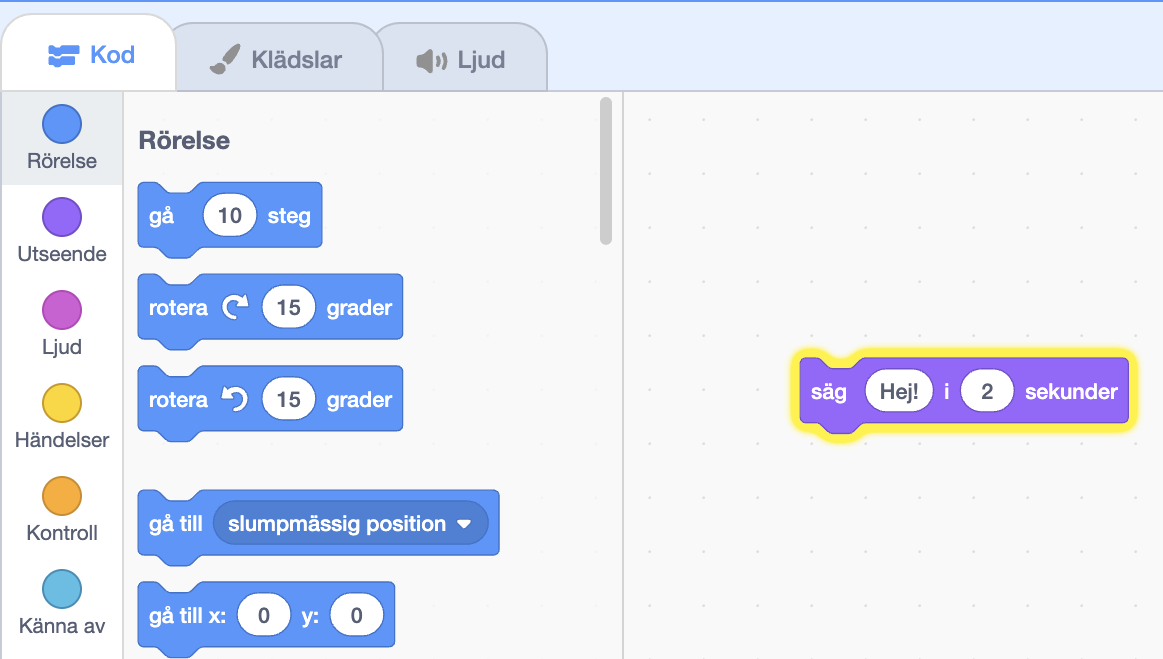 Kod
Klädslar
Ljud
Rörelse
Utseende
Ljud
Händelser
Kontroll
Känna av
Rörelse
gå 10 steg
rotera 15 grader
rotera 15 grader
gå till slumpmässig position
gå till x: 0 y: 0
säg Hej! i 2 sekunder